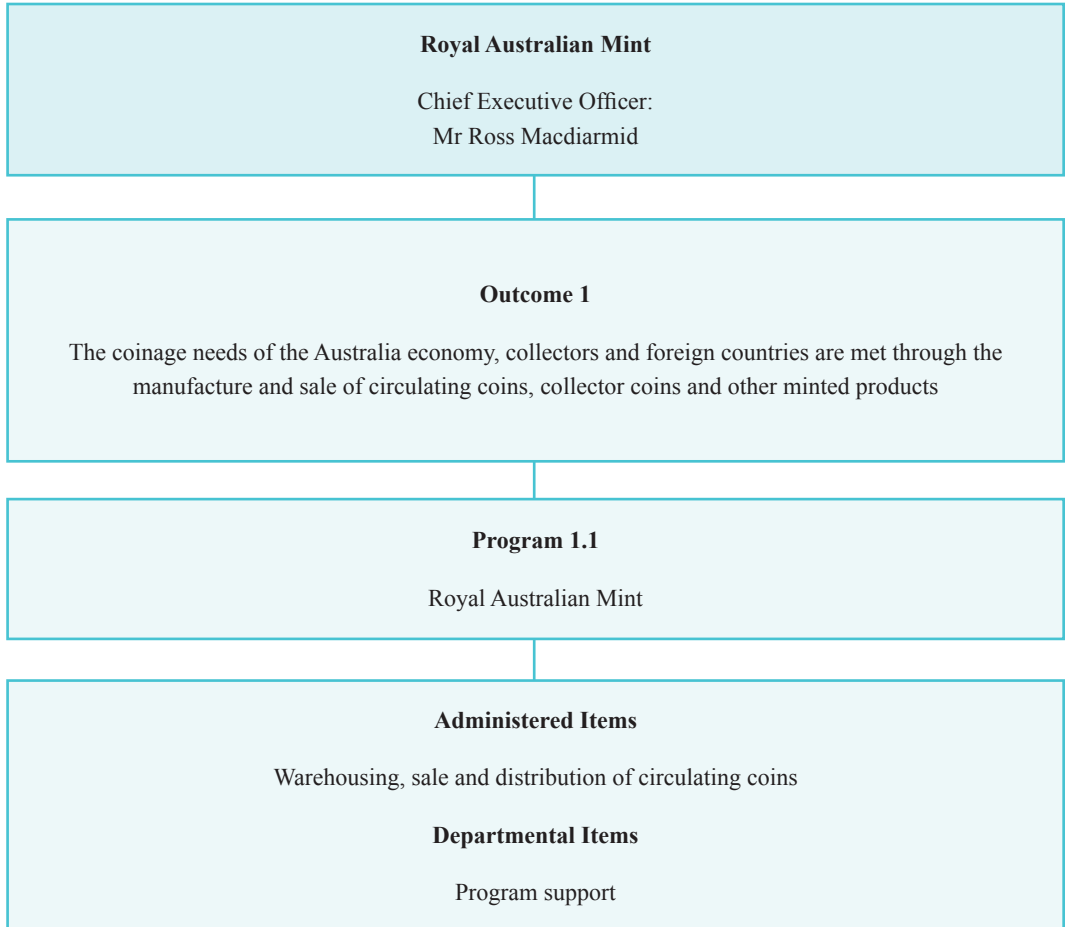 Royal Australian Mint
Chief Executive Officer:
Mr Ross Macdiarmid
Outcome 1
The coinage needs of the Australia economy, collectors and foreign countries are met through the
manufacture and sale of circulating coins, collector coins and other minted products
Program 1.1
Royal Australian Mint
Administered Items
Warehousing, sale and distribution of circulating coins
Departmental Items
Program support